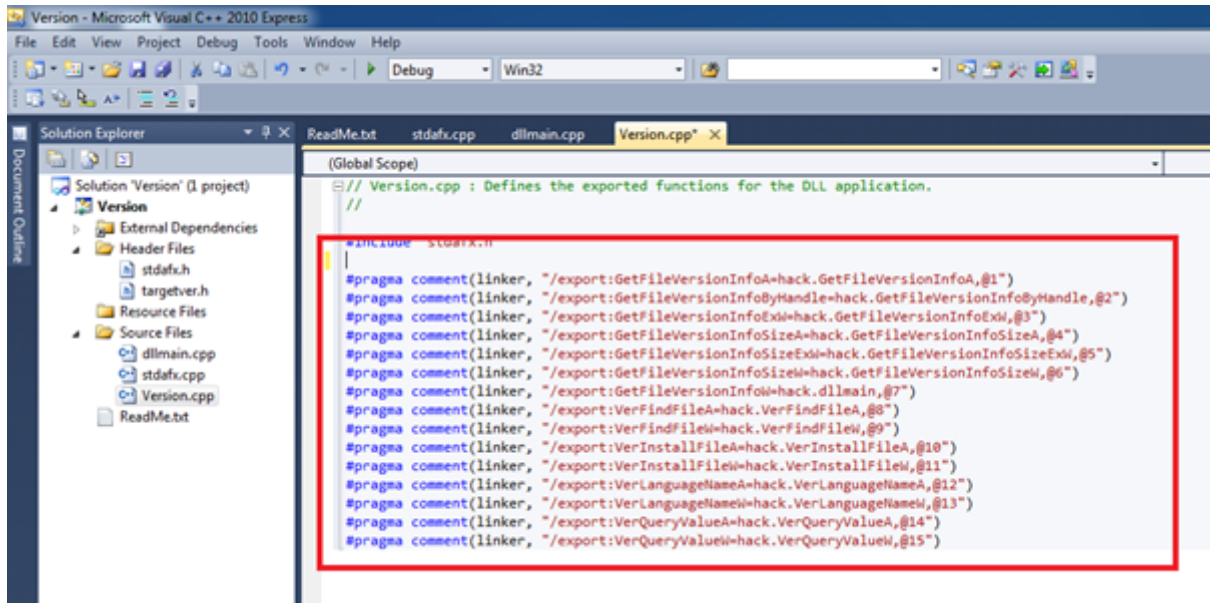 Version - Microsoft Visual C++ 2010 Express
File Edit View Project Debug Tools Window Help
Debug Win32
Solution Explorer
ReadMe.txt stdafx.cpp dllmain.cpp Version.cpp*
Document Outline
(Global Scope)
Solution 'Version' (1 project)
Version
External Dependencies
Header Files
stdafx.h
targetver.h
Resource Files
Source Files
dllmain.cpp
stdafx.cpp
Version.cpp
ReadMe.txt
// Version.cpp : Defines the exported functions for the DLL application.
//
#include "stdafx.h"
#pragma comment(linker, "/export:GetFileVersionInfoA=hack.GetFileVersionInfoA,@1")
#pragma comment(linker, "/export:GetFileVersionInfoByHandle=hack.GetFileVersionInfoByHandle,@2")
#pragma comment(linker, "/export:GetFileVersionInfoExW=hack.GetFileVersionInfoExW,@3")
#pragma comment(linker, "/export:GetFileVersionInfoSizeA=hack.GetFileVersionInfoSizeA,@4")
#pragma comment(linker, "/export:GetFileVersionInfoSizeExW=hack.GetFileVersionInfoSizeExW,@5")
#pragma comment(linker, "/export:GetFileVersionInfoSizeW=hack.GetFileVersionInfoSizeW,@6")
#pragma comment(linker, "/export:GetFileVersionInfoW=hack.dllmain,@7")
#pragma comment(linker, "/export:VerFindFileA=hack.VerFindFileA,@8")
#pragma comment(linker, "/export:VerFindFileW=hack.VerFindFileW,@9")
#pragma comment(linker, "/export:VerInstallFileA=hack.VerInstallFileA,@10")
#pragma comment(linker, "/export:VerInstallFileW=hack.VerInstallFileW,@11")
#pragma comment(linker, "/export:VerLanguageNameA=hack.VerLanguageNameA,@12")
#pragma comment(linker, "/export:VerLanguageNameW=hack.VerLanguageNameW,@13")
#pragma comment(linker, "/export:VerQueryValueA=hack.VerQueryValueA,@14")
#pragma comment(linker, "/export:VerQueryValueW=hack.VerQueryValueW,@15")